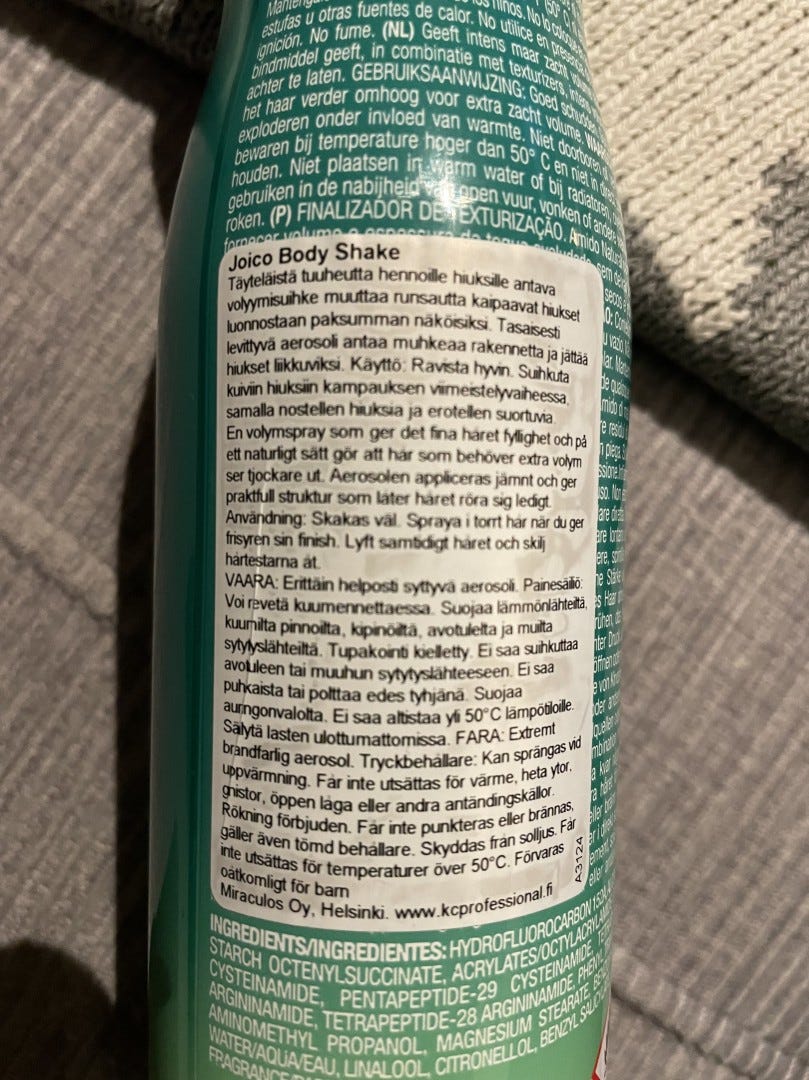 los niños. No lo coloque
estufas u otras fuentes de calor. No utilice en presencia
ignición. No fume. (NL) Geeft intens maar zacht volume
bindmiddel geeft, in combinatie met texturizers,
achter te laten. GEBRUIKSAANWIJZING: Goed schudden
het haar verder omhoog voor extra zacht volume.
exploderen onder invloed van warmte. Niet doorboren
bewaren bij temperature hoger dan 50° C en niet in
houden. Niet plaatsen in warm water of bij radiatoren,
gebruiken in de nabijheid van open vuur, vonken of andere
roken. (P) FINALIZADOR DE TEXTURIZAÇÃO. Amido Natural
fornecer volume e
Joico Body Shake
Täyteläistä tuuheutta hennoille hiuksille antava
volyymisuihke muuttaa runsautta kaipaavat hiukset
luonnostaan paksumman näköisiksi. Tasaisesti
levittyvä aerosoli antaa muhkeaa rakennetta ja jättää
hiukset liikkuviksi. Käyttö: Ravista hyvin. Suihkuta
kuiviin hiuksiin kampauksen viimeistelyvaiheessa,
samalla nostellen hiuksia ja erotellen suortuvia.
En volymspray som ger det fina håret fyllighet och på
ett naturligt sätt gör att hår som behöver extra volym
ser tjockare ut. Aerosolen appliceras jämnt och ger
praktfull struktur som låter håret röra sig ledigt.
Användning: Skakas väl. Spraya i torrt hår när du ger
frisyren sin finish. Lyft samtidigt håret och skilj
hårtestarna åt.
VAARA: Erittäin helposti syttyvä aerosoli. Painesäiliö:
Voi revetä kuumennettaessa. Suojaa lämmönlähteiltä,
kuumilta pinnoilta, kipinöiltä, avotulelta ja muilta
sytytyslähteiltä. Tupakointi kielletty. Ei saa suihkuttaa
avotuleen tai muuhun sytytyslähteeseen. Ei saa
puhkaista tai polttaa edes tyhjänä. Suojaa
auringonvalolta. Ei saa altistaa yli 50°C lämpötiloille.
Säilytä lasten ulottumattomissa. FARA: Extremt
brandfarlig aerosol. Tryckbehållare: Kan sprängas vid
uppvärmning. Får inte utsättas för värme, heta ytor,
gnistor, öppen låga eller andra antändingskällor.
Rökning förbjuden. Får inte punkteras eller brännas,
gäller även tömd behållare. Skyddas från solljus. Får
inte utsättas för temperaturer över 50°C. Förvaras
oåtkomligt för barn
Miraculos Oy, Helsinki. www.kcprofessional.fi
A3124
INGREDIENTS/INGREDIENTES: HYDROFLUOROCARBON 152A,
STARCH OCTENYLSUCCINATE, ACRYLATES/OCTYLACRYLAMIDE
CYSTEINAMIDE, PENTAPEPTIDE-29 CYSTEINAMIDE,
ARGININAMIDE, TETRAPEPTIDE-28 ARGININAMIDE,
AMINOMETHYL PROPANOL, MAGNESIUM STEARATE,
WATER/AQUA/EAU, LINALOOL, CITRONELLOL, BENZYL